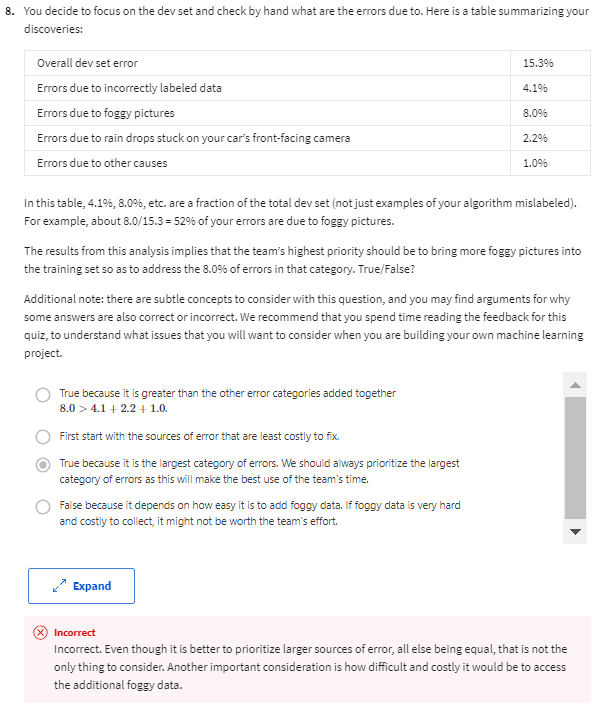 8. You decide to focus on the dev set and check by hand what are the errors due to. Here is a table summarizing your
discoveries:
Overall dev set error 15.3%
Errors due to incorrectly labeled data 4.1%
Errors due to foggy pictures 8.0%
Errors due to rain drops stuck on your car's front-facing camera 2.2%
Errors due to other causes 1.0%
In this table, 4.1%, 8.0%, etc. are a fraction of the total dev set (not just examples of your algorithm mislabeled).
For example, about 8.0/15.3 = 52% of your errors are due to foggy pictures.
The results from this analysis implies that the team's highest priority should be to bring more foggy pictures into
the training set so as to address the 8.0% of errors in that category. True/False?
Additional note: there are subtle concepts to consider with this question, and you may find arguments for why
some answers are also correct or incorrect. We recommend that you spend time reading the feedback for this
quiz, to understand what issues that you will want to consider when you are building your own machine learning
project.
True because it is greater than the other error categories added together
8.0 > 4.1 + 2.2 + 1.0.
First start with the sources of error that are least costly to fix.
True because it is the largest category of errors. We should always prioritize the largest
category of errors as this will make the best use of the team's time.
False because it depends on how easy it is to add foggy data. If foggy data is very hard
and costly to collect, it might not be worth the team's effort.
Expand
Incorrect
Incorrect. Even though it is better to prioritize larger sources of error, all else being equal, that is not the
only thing to consider. Another important consideration is how difficult and costly it would be to access
the additional foggy data.